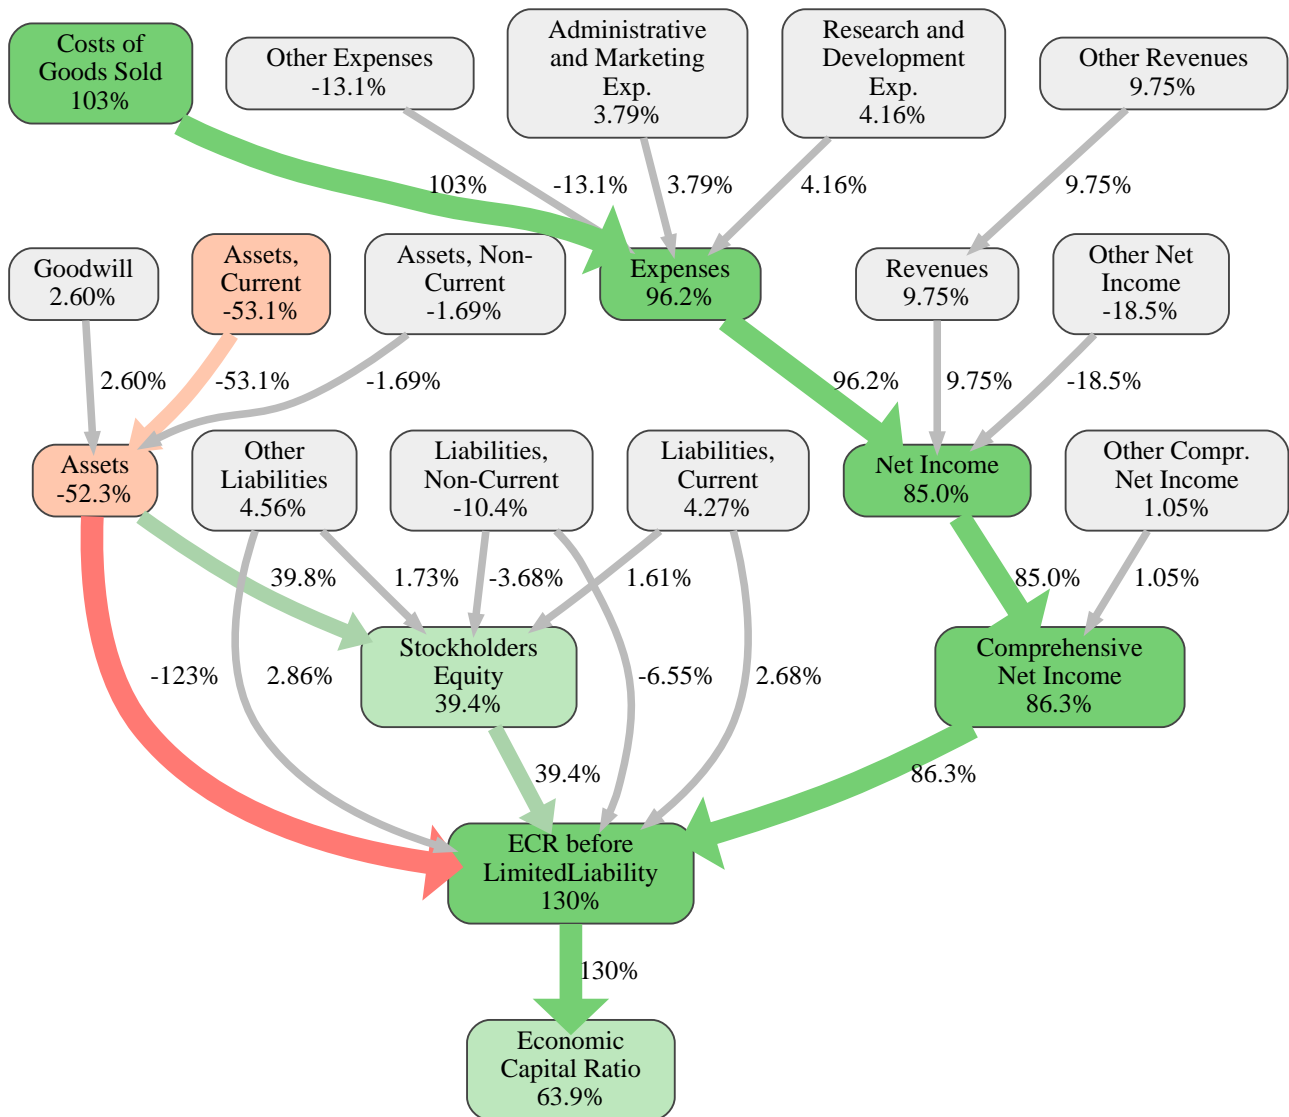 Costs of
Goods Sold
103%
Other Expenses
-13.1%
Administrative
and Marketing
Exp.
3.79%
Research and
Development
Exp.
4.16%
Other Revenues
9.75%
103%
-13.1%
3.79%
4.16%
9.75%
Goodwill
2.60%
Assets,
Current
-53.1%
Assets, Non-
Current
-1.69%
Expenses
96.2%
Revenues
9.75%
Other Net
Income
-18.5%
2.60%
-53.1%
-1.69%
96.2%
9.75%
-18.5%
Assets
-52.3%
Other
Liabilities
4.56%
Liabilities,
Non-Current
-10.4%
Liabilities,
Current
4.27%
Net Income
85.0%
Other Compr.
Net Income
1.05%
39.8%
1.73%
-3.68%
1.61%
85.0%
1.05%
Stockholders
Equity
39.4%
Comprehensive
Net Income
86.3%
-123%
2.86%
-6.55%
2.68%
39.4%
86.3%
ECR before
LimitedLiability
130%
130%
Economic
Capital Ratio
63.9%